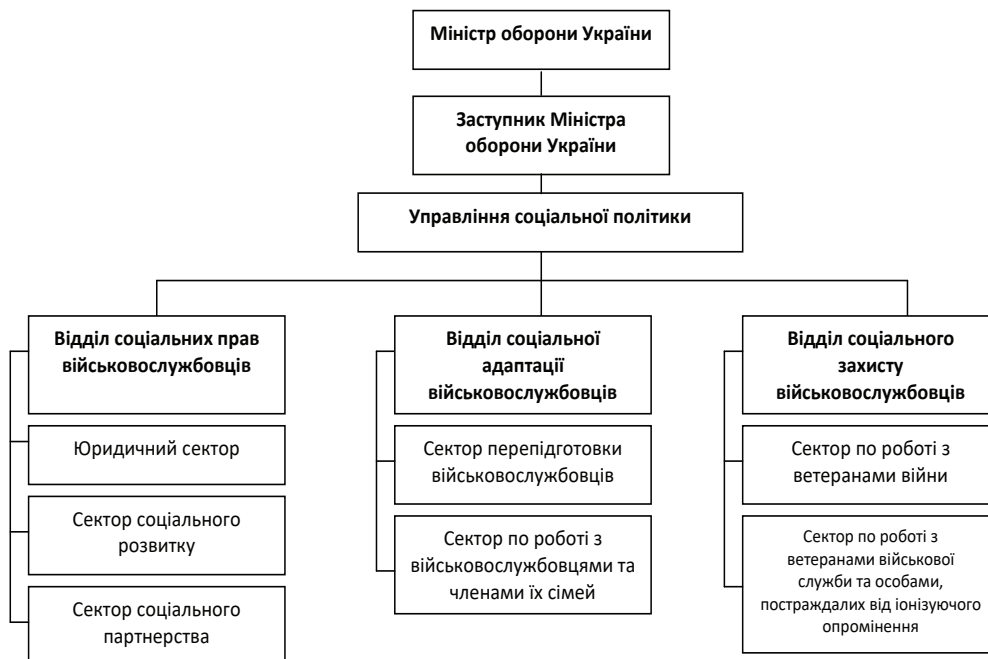 Міністр оборони України
Заступник Міністра
оборони України
Управління соціальної політики
Відділ соціальних прав
військовослужбовців
Юридичний сектор
Сектор соціального
розвитку
Сектор соціального
партнерства
Відділ соціальної
адаптації
військовослужбовців
Сектор перепідготовки
військовослужбовців
Сектор по роботі з
військовослужбовцями та
членами їх сімей
Відділ соціального
захисту
військовослужбовців
Сектор по роботі з
ветеранами війни
Сектор по роботі з
ветеранами військової
служби та особами,
постраждалих від іонізуючого
опромінення